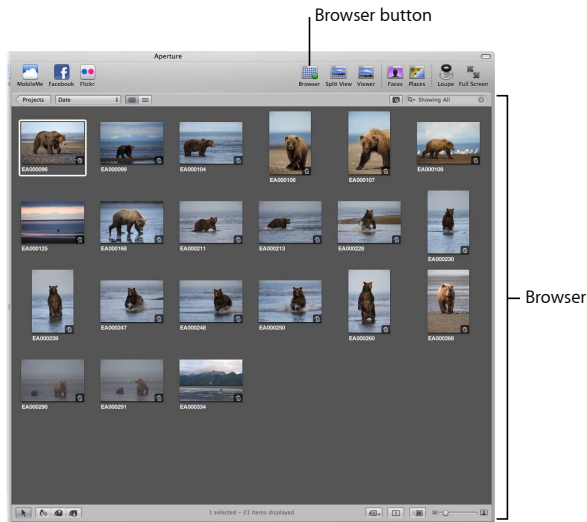 Browser button
Aperture
MobileMe Facebook Flickr Browser Split View Viewer Faces Places Loupe Full Screen
Projects Date Showing All
EA000096 EA000099 EA000104 EA000106 EA000107 EA000109
EA000125 EA000168 EA000211 EA000213 EA000228 EA000230
Browser
EA000239 EA000247 EA000248 EA000250 EA000260 EA000268
EA000290 EA000291 EA000334
1 selected – 21 items displayed